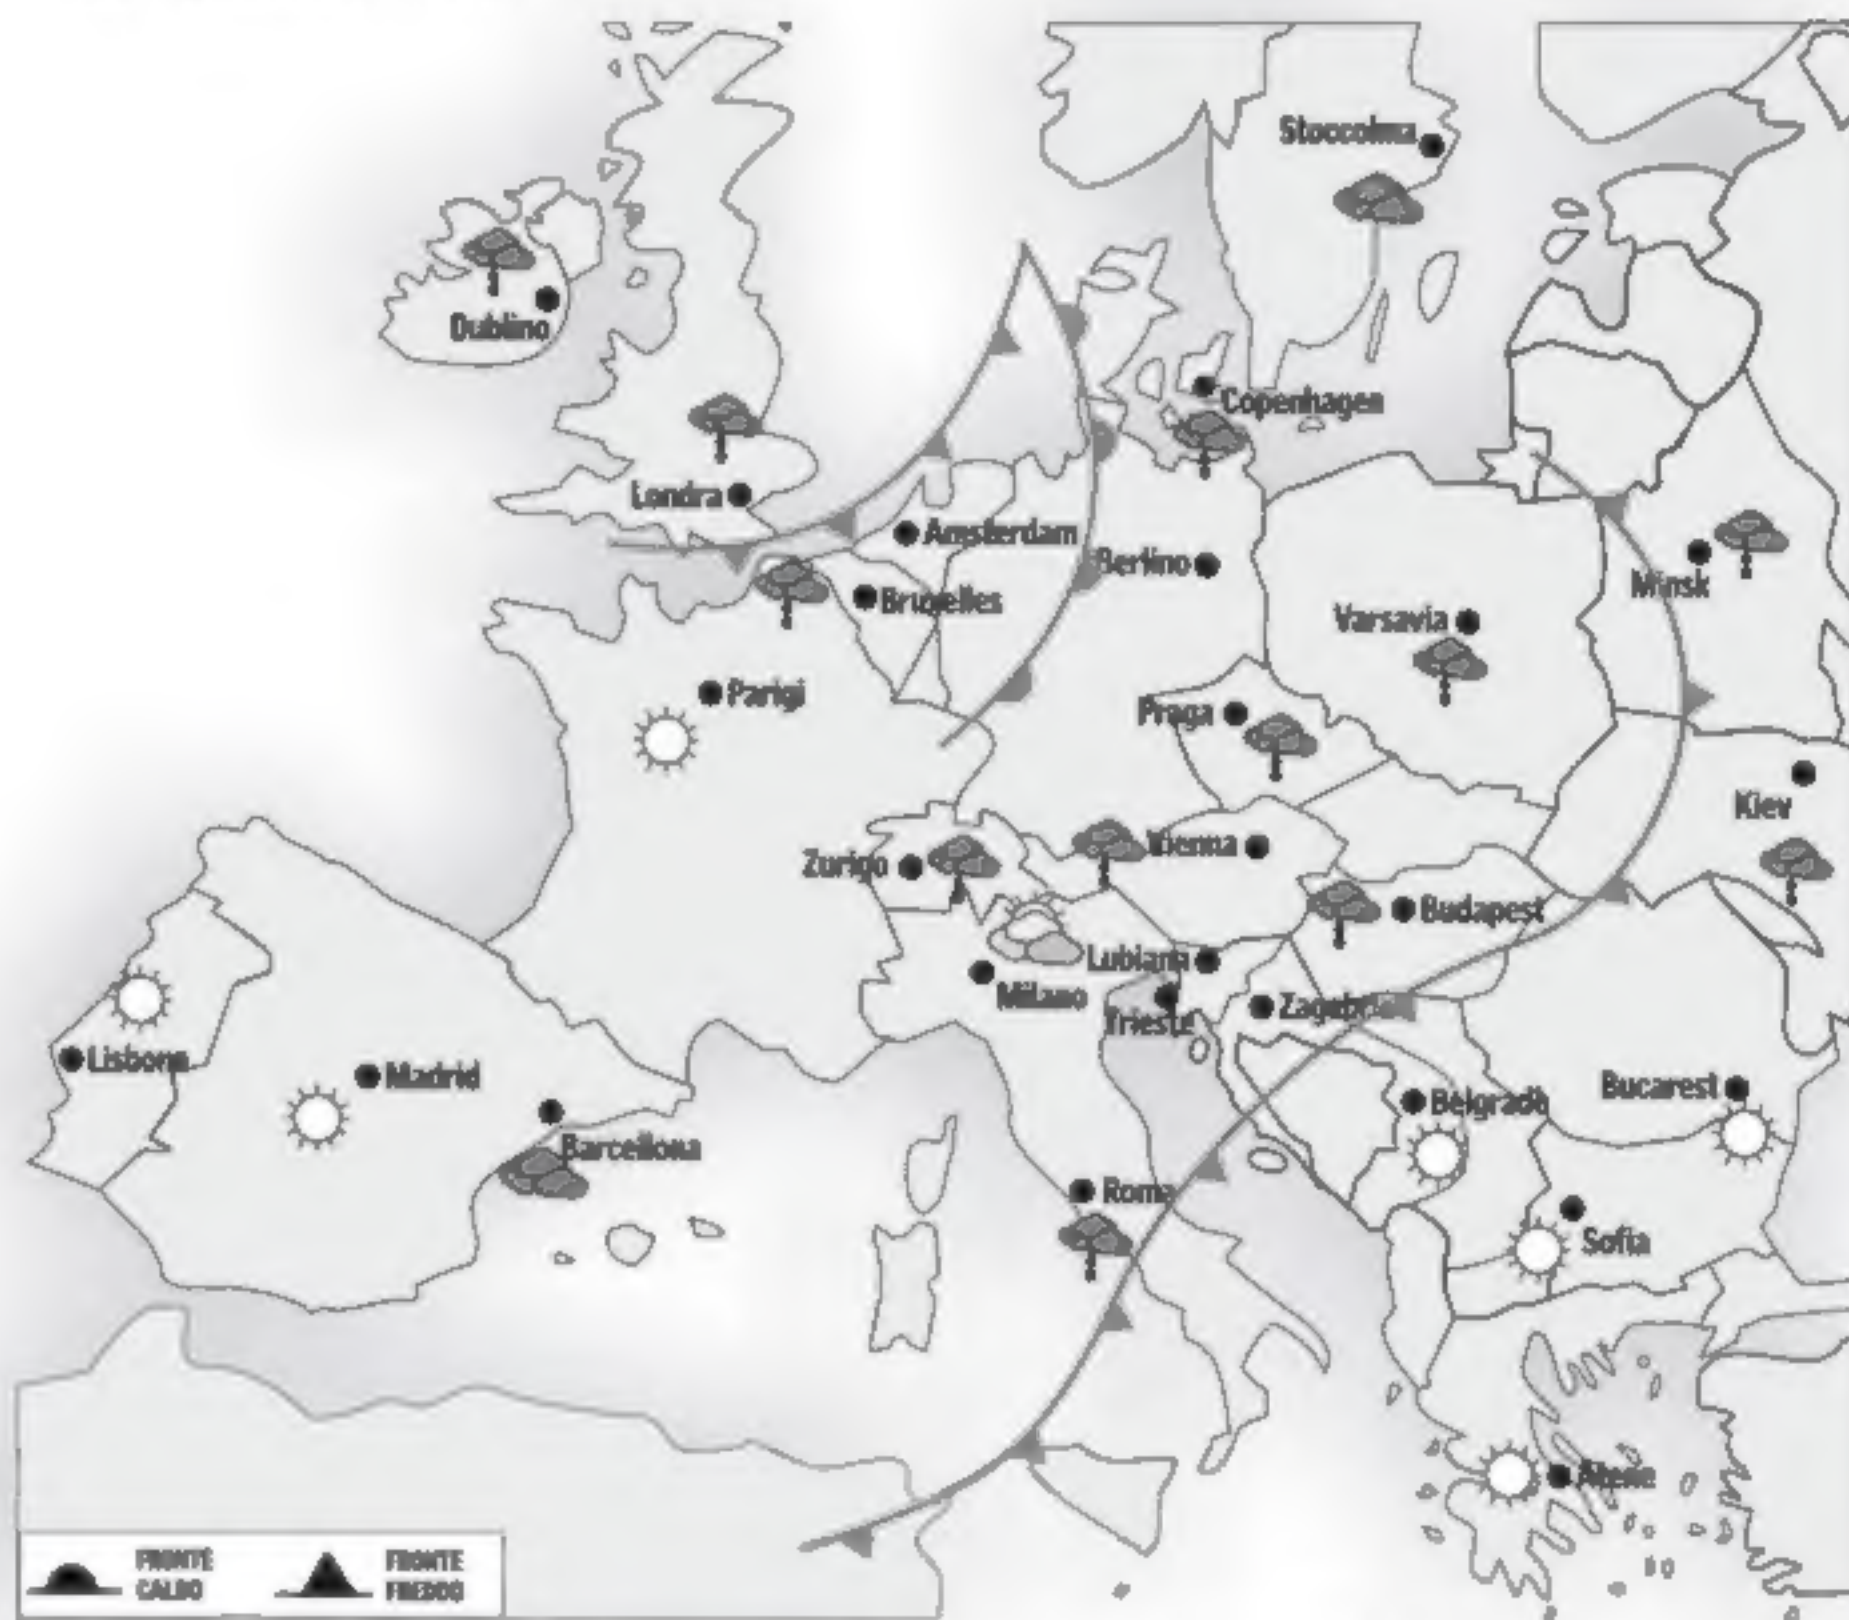 Stoccolma
Dublino
Copenhagen
Londra
Amsterdam
Berlino
Bruxelles
Minsk
Varsavia
Parigi
Praga
Kiev
Vienna
Zurigo
Budapest
Lubiana
Milano
Trieste
Lisbona
Madrid
Belgrado
Bucarest
Barcellona
Roma
Sofia
Atene
FRONTE
CALDO
FRONTE
FREDDO